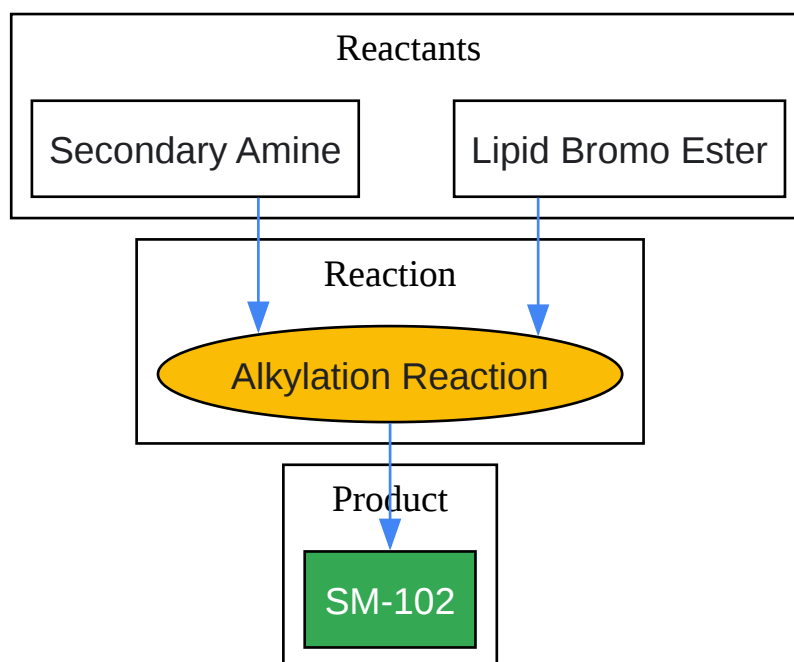 Reactants
Secondary Amine
Lipid Bromo Ester
Reaction
Alkylation Reaction
Product
SM-102